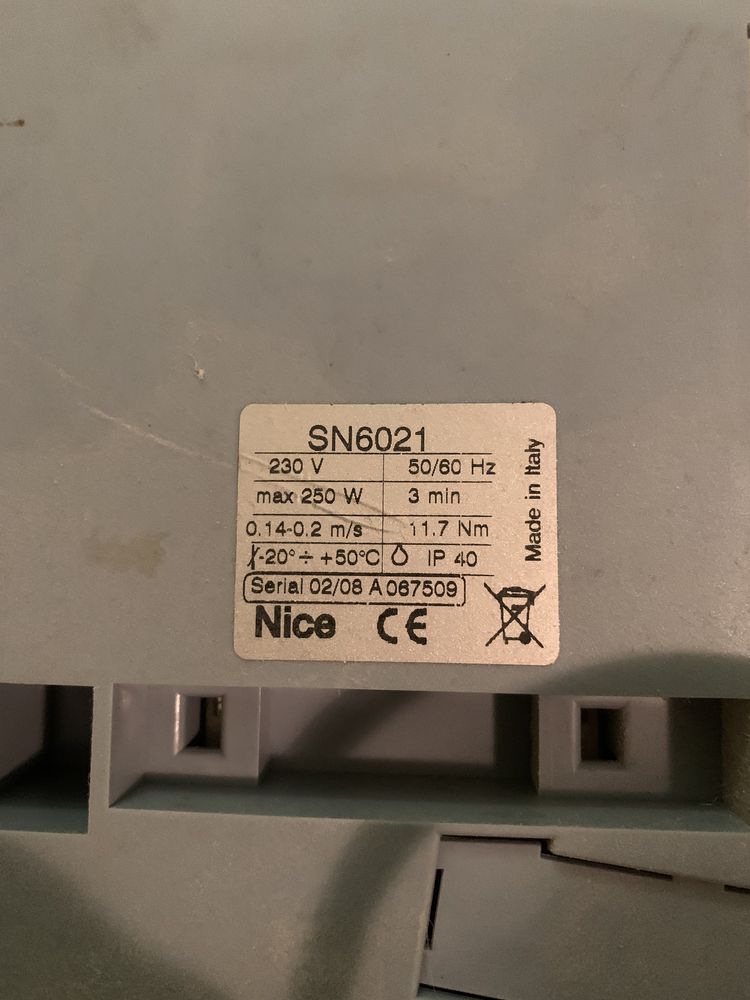 SN6021
230 V 50/60 Hz
max 250 W 3 min
0.14-0.2 m/s 11.7 Nm
-20° ÷ +50°C IP 40
Serial 02/08 A 067509
Nice CE
Made in Italy